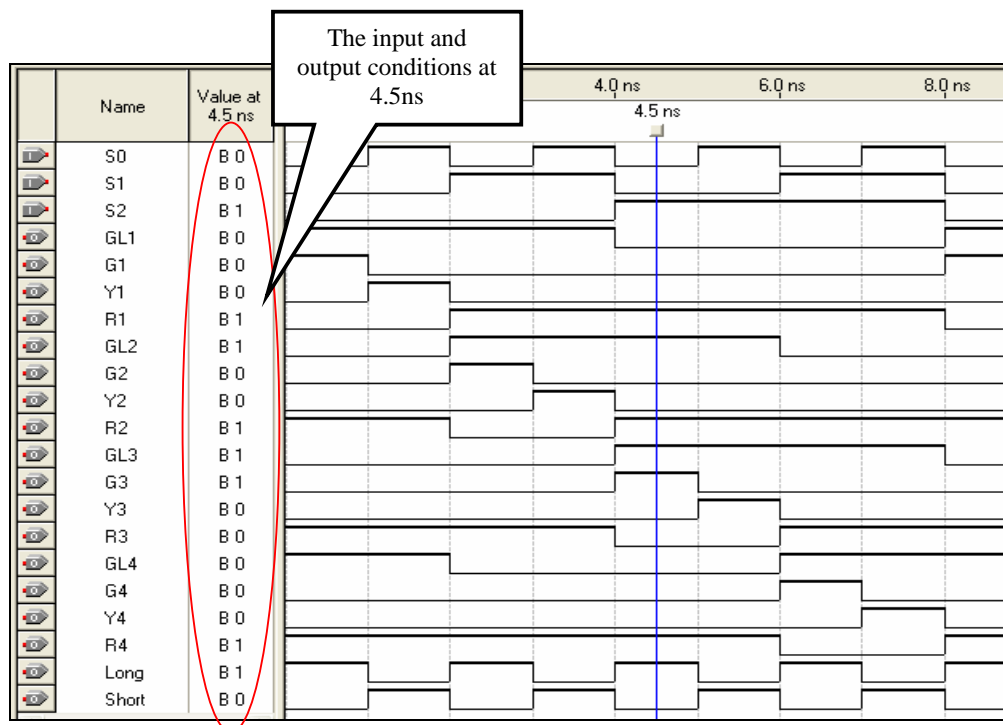 The input and
output conditions at
4.5ns
Name
Value at
4.5 ns
4.0 ns
6.0 ns
8.0 ns
4.5 ns
S0 B 0
S1 B 0
S2 B 1
GL1 B 0
G1 B 0
Y1 B 0
R1 B 1
GL2 B 1
G2 B 0
Y2 B 0
R2 B 1
GL3 B 1
G3 B 1
Y3 B 0
R3 B 0
GL4 B 0
G4 B 0
Y4 B 0
R4 B 1
Long B 1
Short B 0